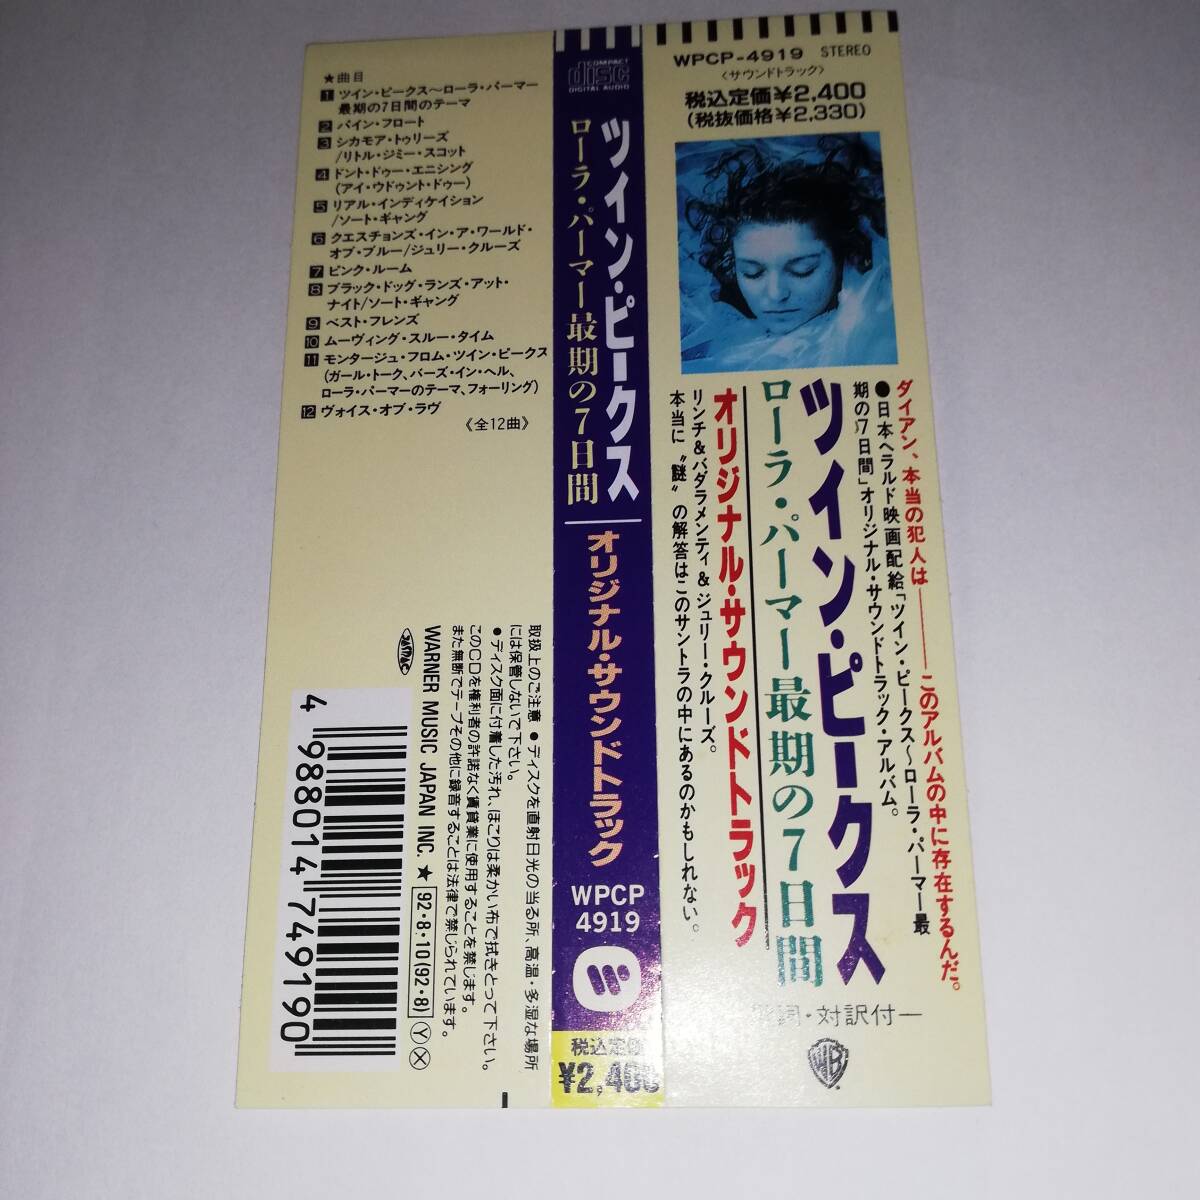 ★曲目
1 ツイン・ピークス〜ローラ・パーマー
最期の7日間のテーマ
2 パイン・フロート
3 シカモア・トゥリーズ
/リトル・ジミー・スコット
4 ドント・ドゥー・エニシング
(アイ・ウドゥント・ドゥー)
5 リアル・インディケイション
/ソート・ギャング
6 クエスチョンズ・イン・ア・ワールド・
オブ・ブルー/ジュリー・クルーズ
7 ピンク・ルーム
8 ブラック・ドッグ・ランズ・アット・
ナイト/ソート・ギャング
9 ベスト・フレンズ
10 ムーヴィング・スルー・タイム
11 モンタージュ・フロム・ツイン・ピークス
(ガール・トーク、バーズ・イン・ヘル、
ローラ・パーマーのテーマ、フォーリング)
12 ヴォイス・オブ・ラヴ
《全12曲》
取扱上のご注意 ●ディスクを直射日光の当る所、高温・多湿な場所
には保管しないで下さい。
●ディスク面に付着した汚れ、ほこりは柔かい布で拭きとって下さい。
このCDを権利者の許諾なく賃貸業に使用することを禁じます。
また無断でテープその他に録音することは法律で禁じられています。
WARNER MUSIC JAPAN INC. ★ 92・8・10(92・8) Y X
JASRAC
4 988014 749190
COMPACT
disc
DIGITAL AUDIO
ツイン・ピークス
ローラ・パーマー最期の7日間
オリジナル・サウンドトラック
WPCP
4919
税込定価
¥2,400
WPCP-4919 STEREO
〈サウンドトラック〉
税込定価¥2,400
(税抜価格¥2,330)
ダイアン、本当の犯人は——このアルバムの中に存在するんだ。
●日本ヘラルド映画配給「ツイン・ピークス〜ローラ・パーマー最
期の7日間」オリジナル・サウンドトラック・アルバム。
ツイン・ピークス
ローラ・パーマー最期の7日間
オリジナル・サウンドトラック
リンチ&バダラメンティ&ジュリー・クルーズ。
本当に〝謎〟の解答はこのサントラの中にあるのかもしれない。
詞・対訳付—
WB